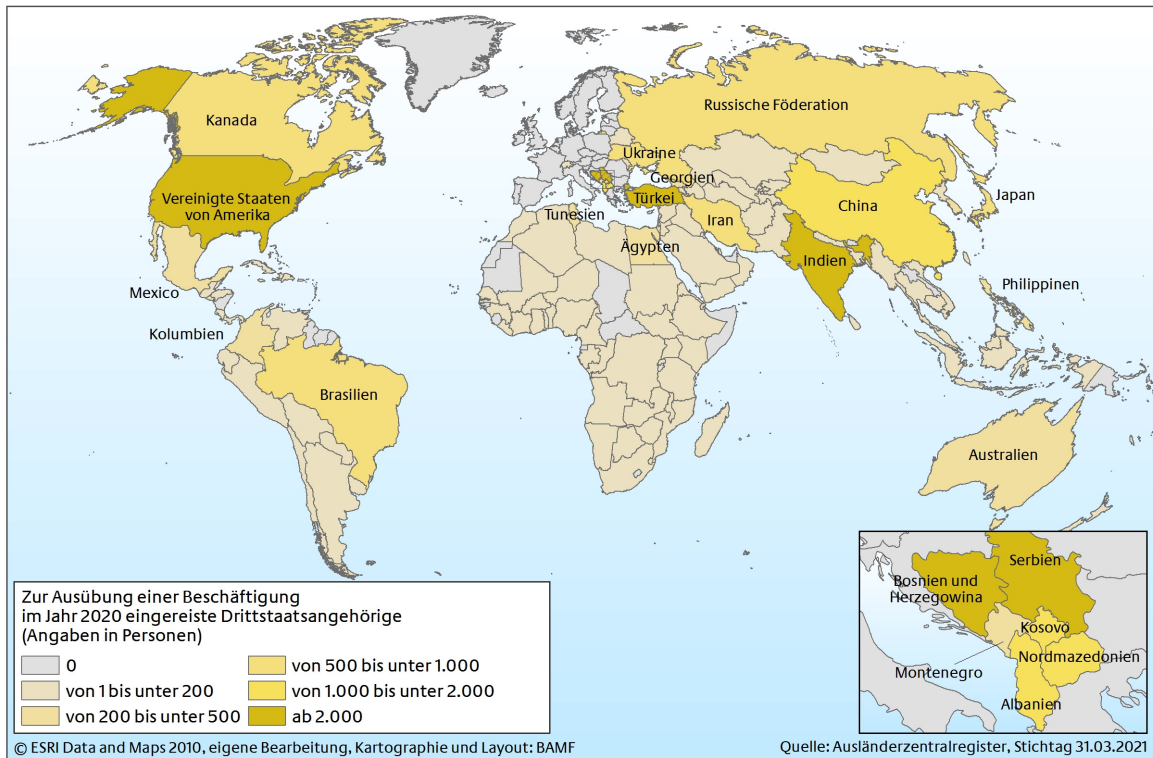 Kanada
Russische Föderation
Ukraine
Georgien
Vereinigte Staaten
von Amerika
Türkei
Iran
China
Japan
Tunesien
Ägypten
Indien
Mexico
Philippinen
Kolumbien
Brasilien
Australien
Serbien
Bosnien und
Herzegowina
Kosovo
Nordmazedonien
Montenegro
Albanien
Zur Ausübung einer Beschäftigung
im Jahr 2020 eingereiste Drittstaatsangehörige
(Angaben in Personen)
0
von 500 bis unter 1.000
von 1 bis unter 200
von 1.000 bis unter 2.000
von 200 bis unter 500
ab 2.000
© ESRI Data and Maps 2010, eigene Bearbeitung, Kartographie und Layout: BAMF
Quelle: Ausländerzentralregister, Stichtag 31.03.2021